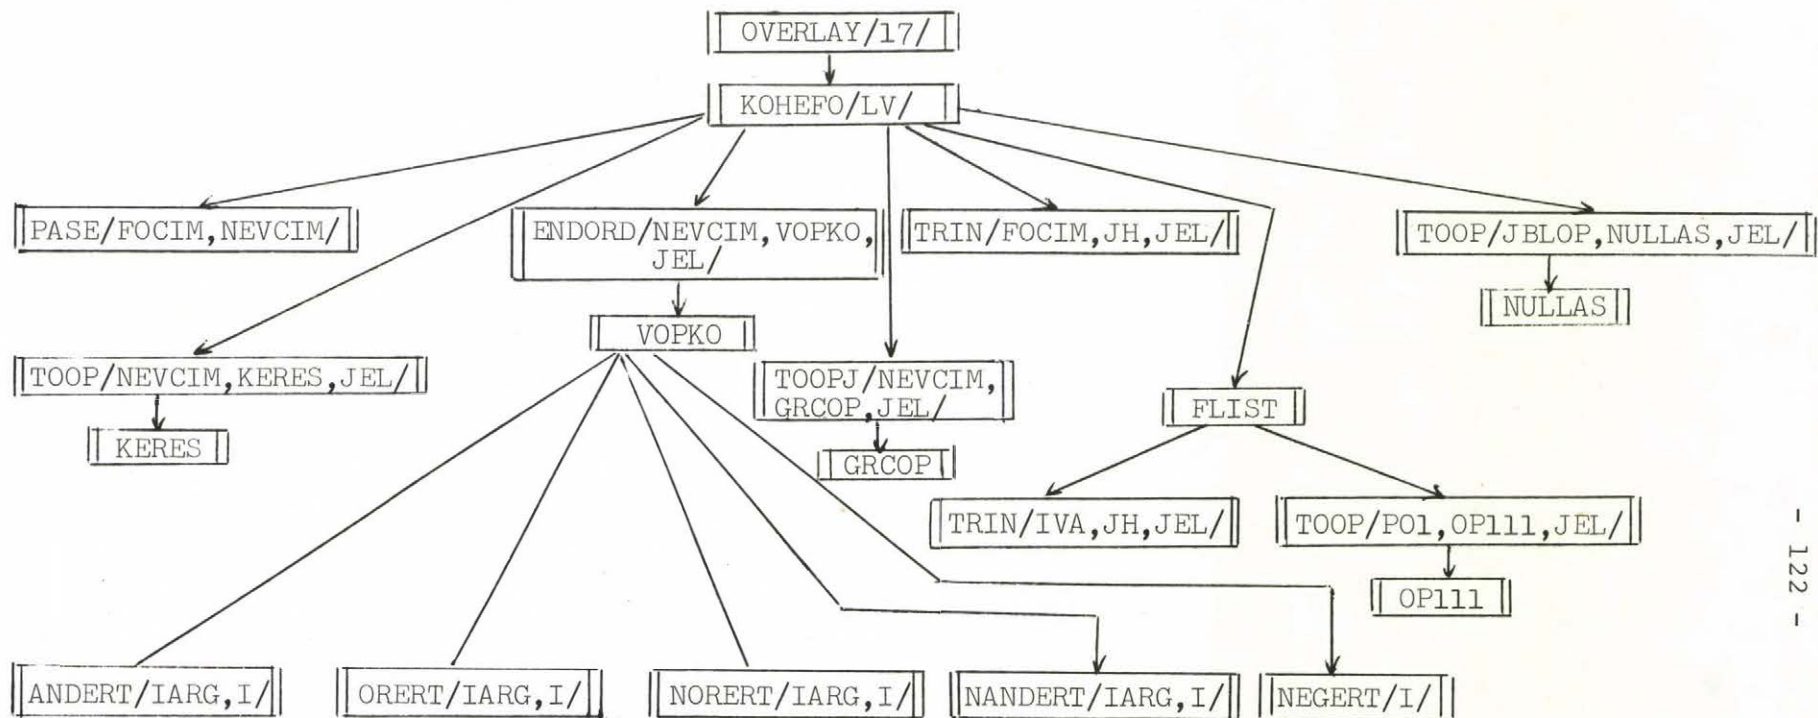 OVERLAY/17/
KOHEFO/LV/
PASE/FOCIM,NEVCIM/
ENDORD/NEVCIM,VOPKO,
JEL/
TRIN/FOCIM,JH,JEL/
TOOP/JBLOP,NULLAS,JEL/
NULLAS
VOPKO
TOOP/NEVCIM,KERES,JEL/
KERES
TOOPJ/NEVCIM,
GRCOP,JEL/
GRCOP
FLIST
TRIN/IVA,JH,JEL/
TOOP/PO1,OP111,JEL/
OP111
ANDERT/IARG,I/
ORERT/IARG,I/
NORERT/IARG,I/
NANDERT/IARG,I/
NEGERT/I/
- 122 -